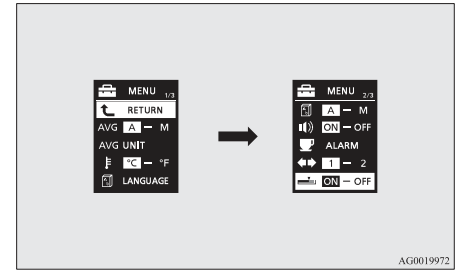 MENU 1/3
RETURN
AVG A – M
AVG UNIT
°C – °F
LANGUAGE
MENU 2/3
A – M
ON – OFF
ALARM
1 – 2
ON – OFF
AG0019972